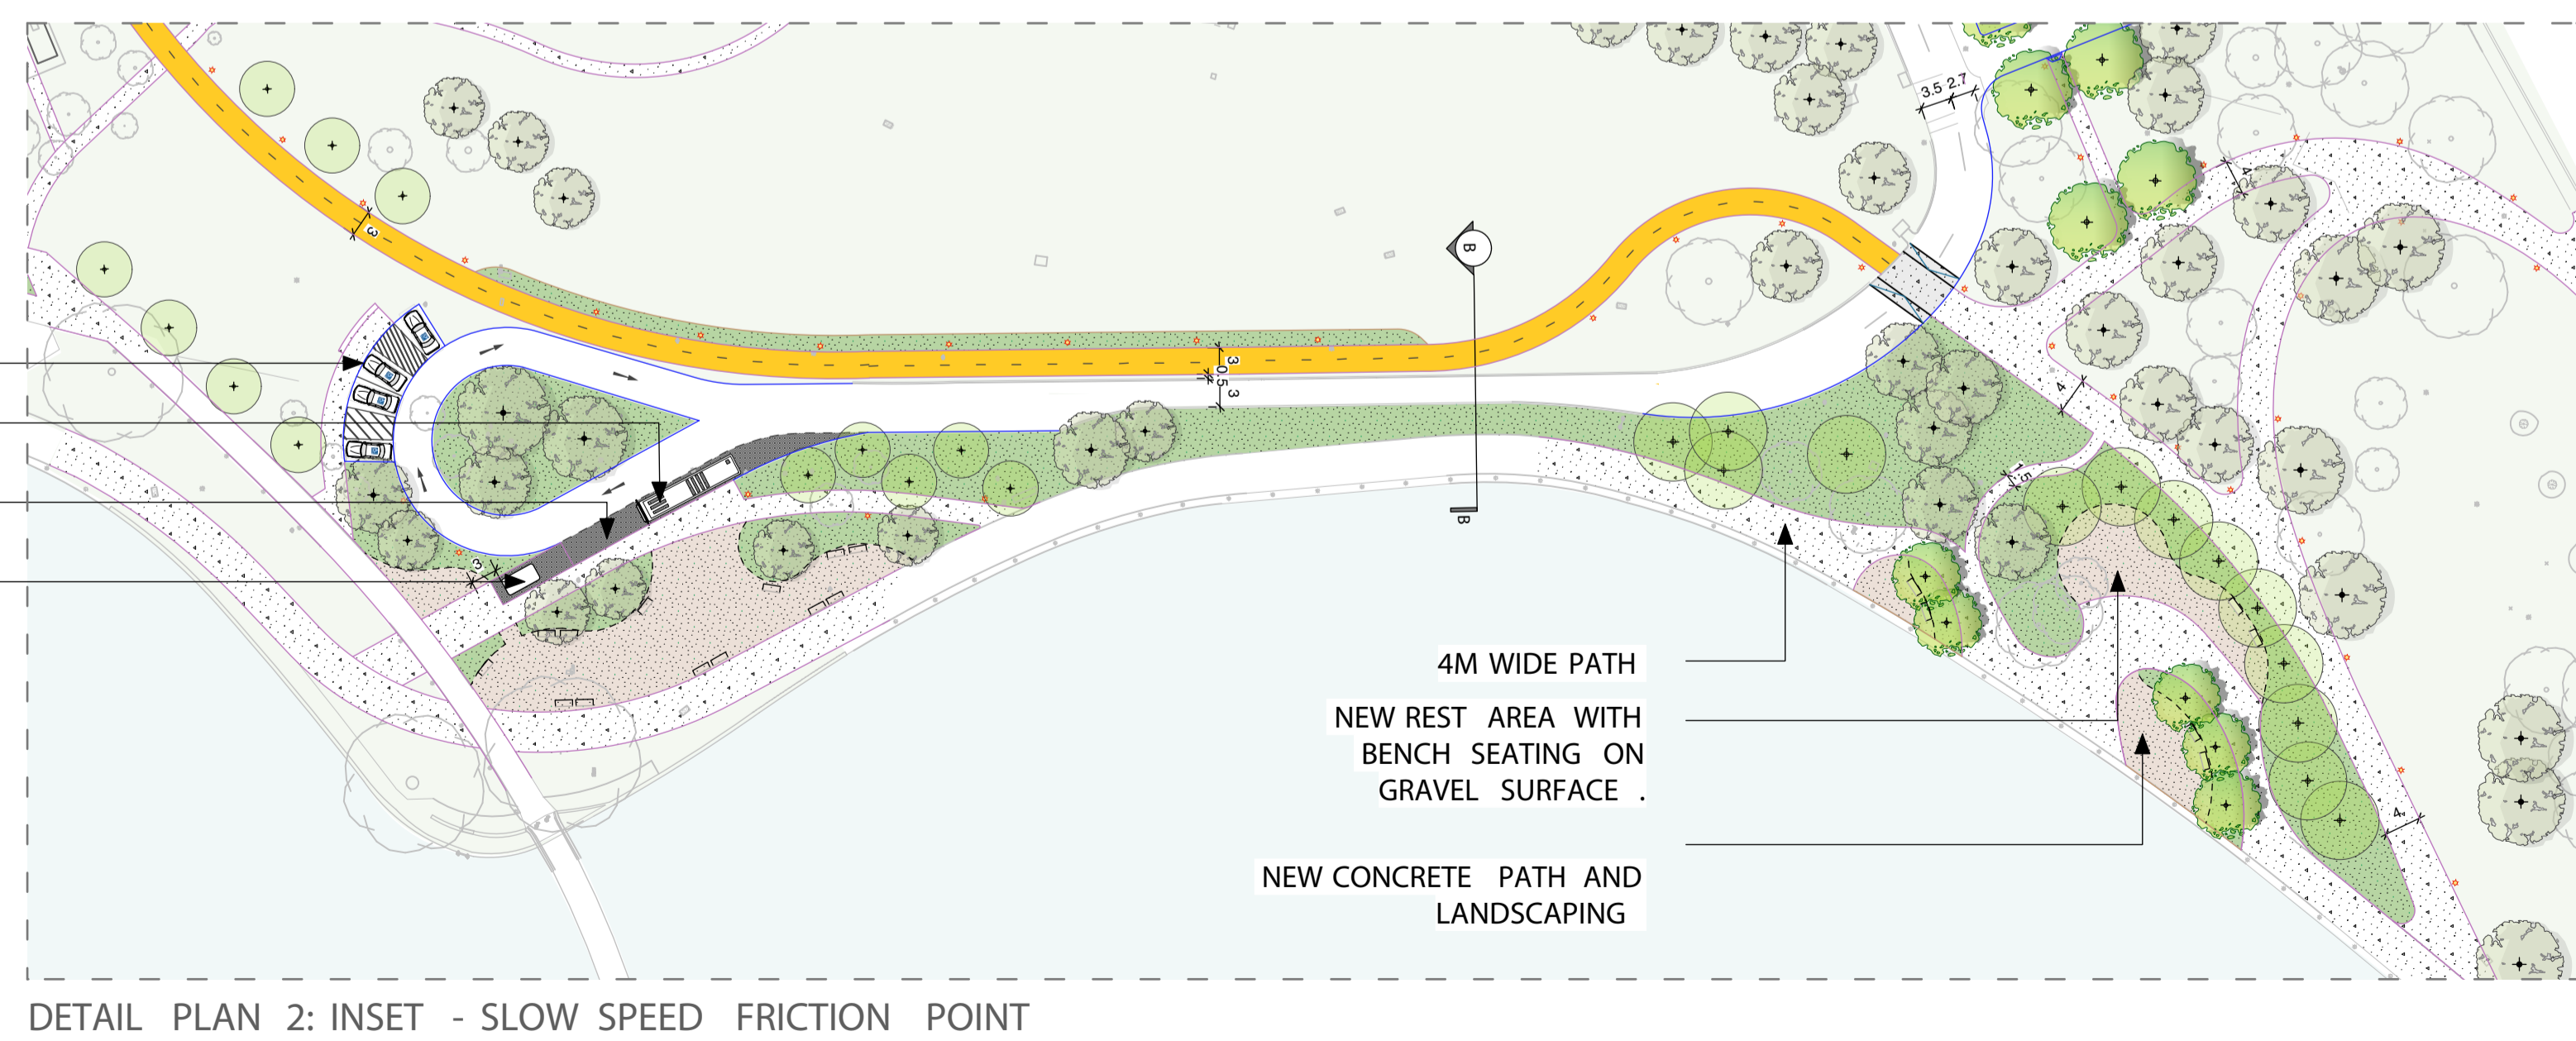 3.5 2.7
4
3
B
3
0.5
3
4
1.5
B
3
4M WIDE PATH
NEW REST AREA WITH
BENCH SEATING ON
GRAVEL SURFACE .
4
NEW CONCRETE PATH AND
LANDSCAPING
DETAIL PLAN 2: INSET - SLOW SPEED FRICTION POINT